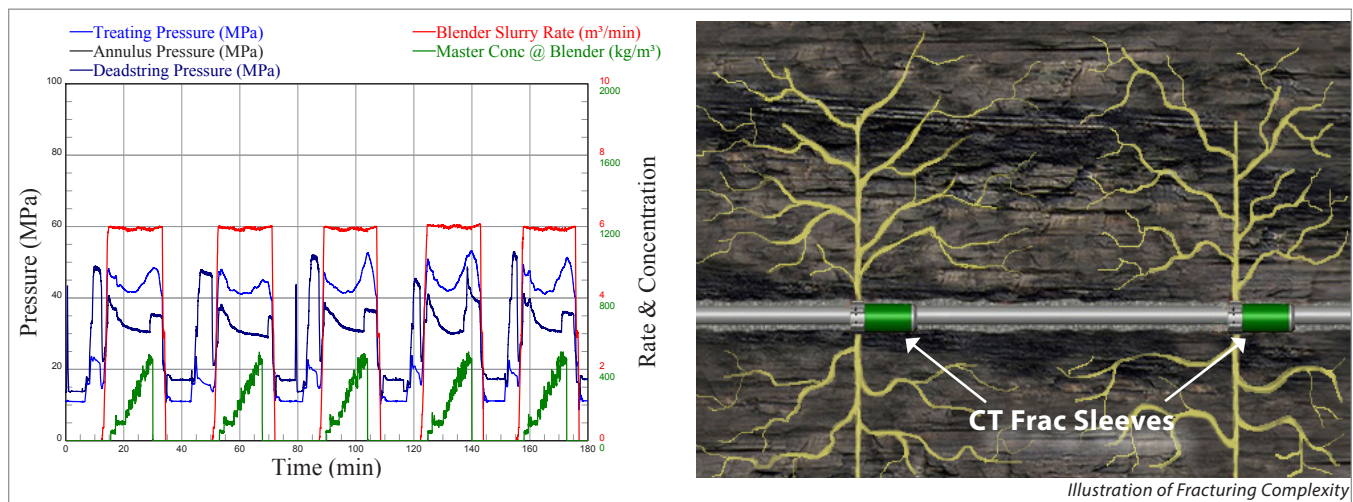 Treating Pressure (MPa)
Annulus Pressure (MPa)
Deadstring Pressure (MPa)
Blender Slurry Rate (m³/min)
Master Conc @ Blender (kg/m³)
Pressure (MPa)
100
80
60
40
20
0
0
20
40
60
80
100
120
140
160
180
Time (min)
10
2000
8
1600
6
1200
4
800
2
400
0
0
Rate & Concentration
CT Frac Sleeves
Illustration of Fracturing Complexity